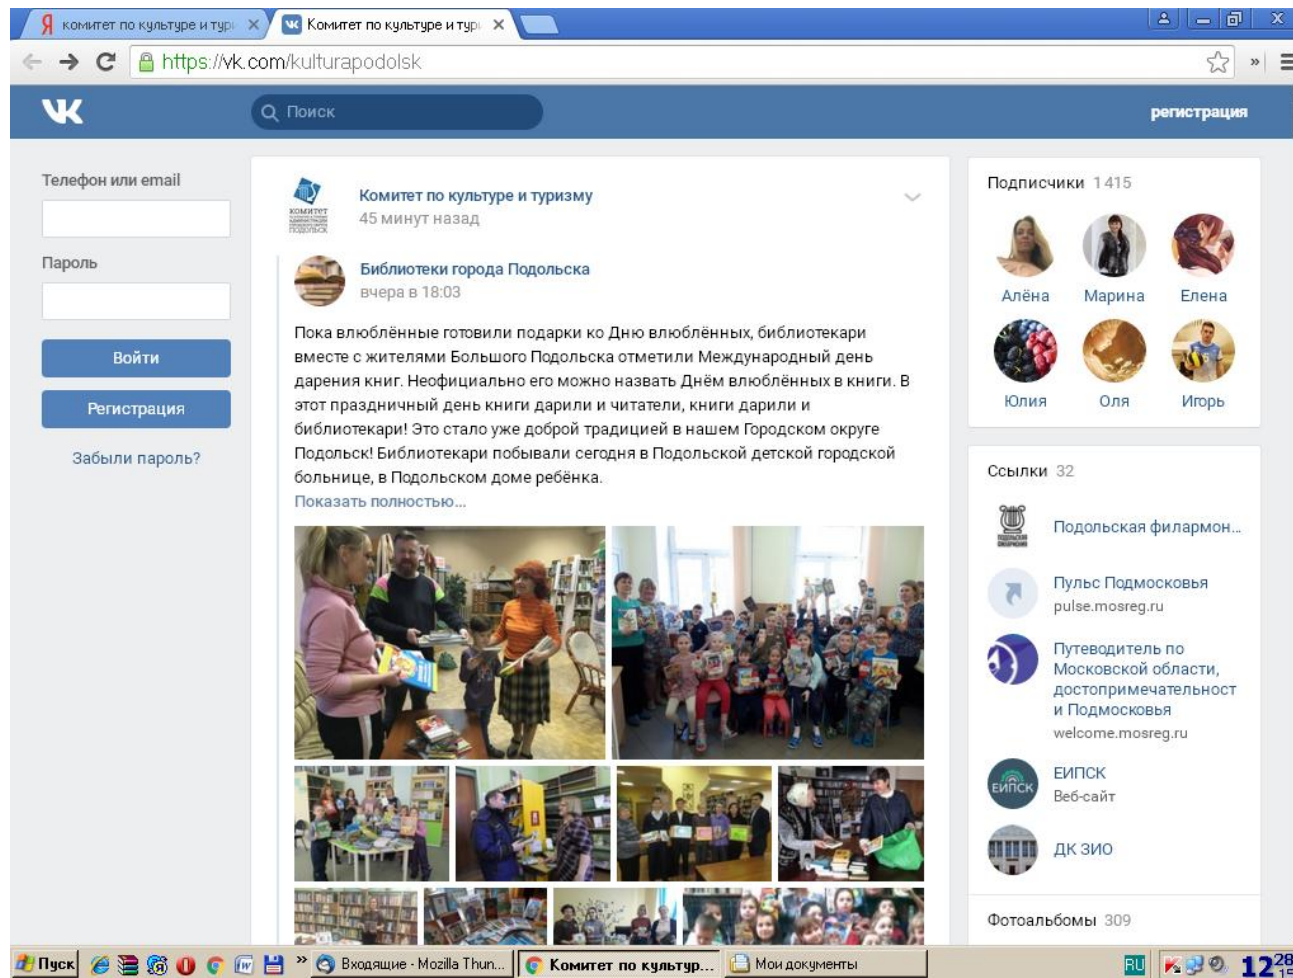 комитет по культуре и тури
Комитет по культуре и тури
https://vk.com/kulturapodolsk
Поиск
регистрация
Телефон или email
Пароль
Войти
Регистрация
Забыли пароль?
КОМИТЕТ
ПОДОЛЬСК
Комитет по культуре и туризму
45 минут назад
Библиотеки города Подольска
вчера в 18:03
Пока влюблённые готовили подарки ко Дню влюблённых, библиотекари
вместе с жителями Большого Подольска отметили Международный день
дарения книг. Неофициально его можно назвать Днём влюблённых в книги. В
этот праздничный день книги дарили и читатели, книги дарили и
библиотекари! Это стало уже доброй традицией в нашем Городском округе
Подольск! Библиотекари побывали сегодня в Подольской детской городской
больнице, в Подольском доме ребёнка.
Показать полностью...
Подписчики 1 415
Алёна Марина Елена
Юлия Оля Игорь
Ссылки 32
Подольская филармон...
Пульс Подмосковья
pulse.mosreg.ru
Путеводитель по
Московской области,
достопримечательност
и Подмосковья
welcome.mosreg.ru
ЕИПСК
ЕИПСК
Веб-сайт
ДК ЗИО
Фотоальбомы 309
Пуск
Входящие - Mozilla Thun...
Комитет по культур...
Мои документы
RU
12 28